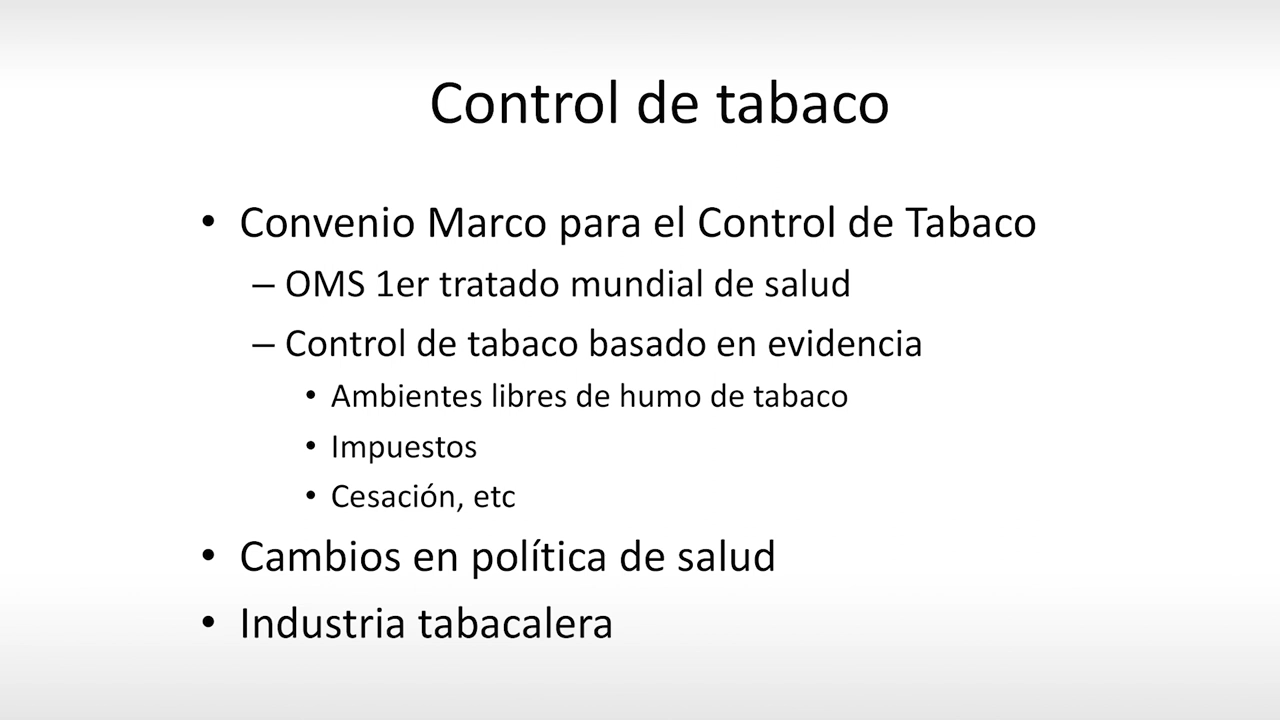 Control de tabaco
• Convenio Marco para el Control de Tabaco
– OMS 1er tratado mundial de salud
– Control de tabaco basado en evidencia
• Ambientes libres de humo de tabaco
• Impuestos
• Cesación, etc
• Cambios en política de salud
• Industria tabacalera